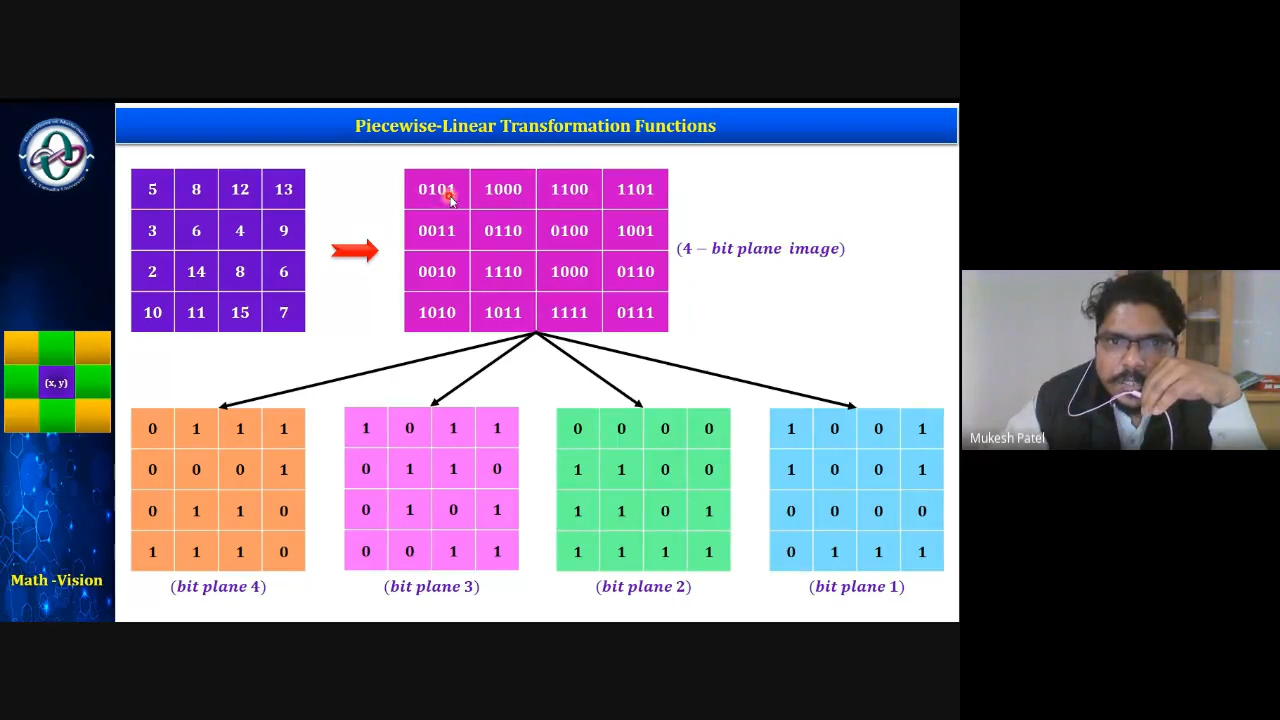 Piecewise-Linear Transformation Functions
5 8 12 13
3 6 4 9
2 14 8 6
10 11 15 7
0101 1000 1100 1101
0011 0110 0100 1001
0010 1110 1000 0110
1010 1011 1111 0111
(4 − bit plane image)
(x, y)
Math -Vision
0 1 1 1
0 0 0 1
0 1 1 0
1 1 1 0
(bit plane 4)
1 0 1 1
0 1 1 0
0 1 0 1
0 0 1 1
(bit plane 3)
0 0 0 0
1 1 0 0
1 1 0 1
1 1 1 1
(bit plane 2)
1 0 0 1
1 0 0 1
0 0 0 0
0 1 1 1
(bit plane 1)
Mukesh Patel